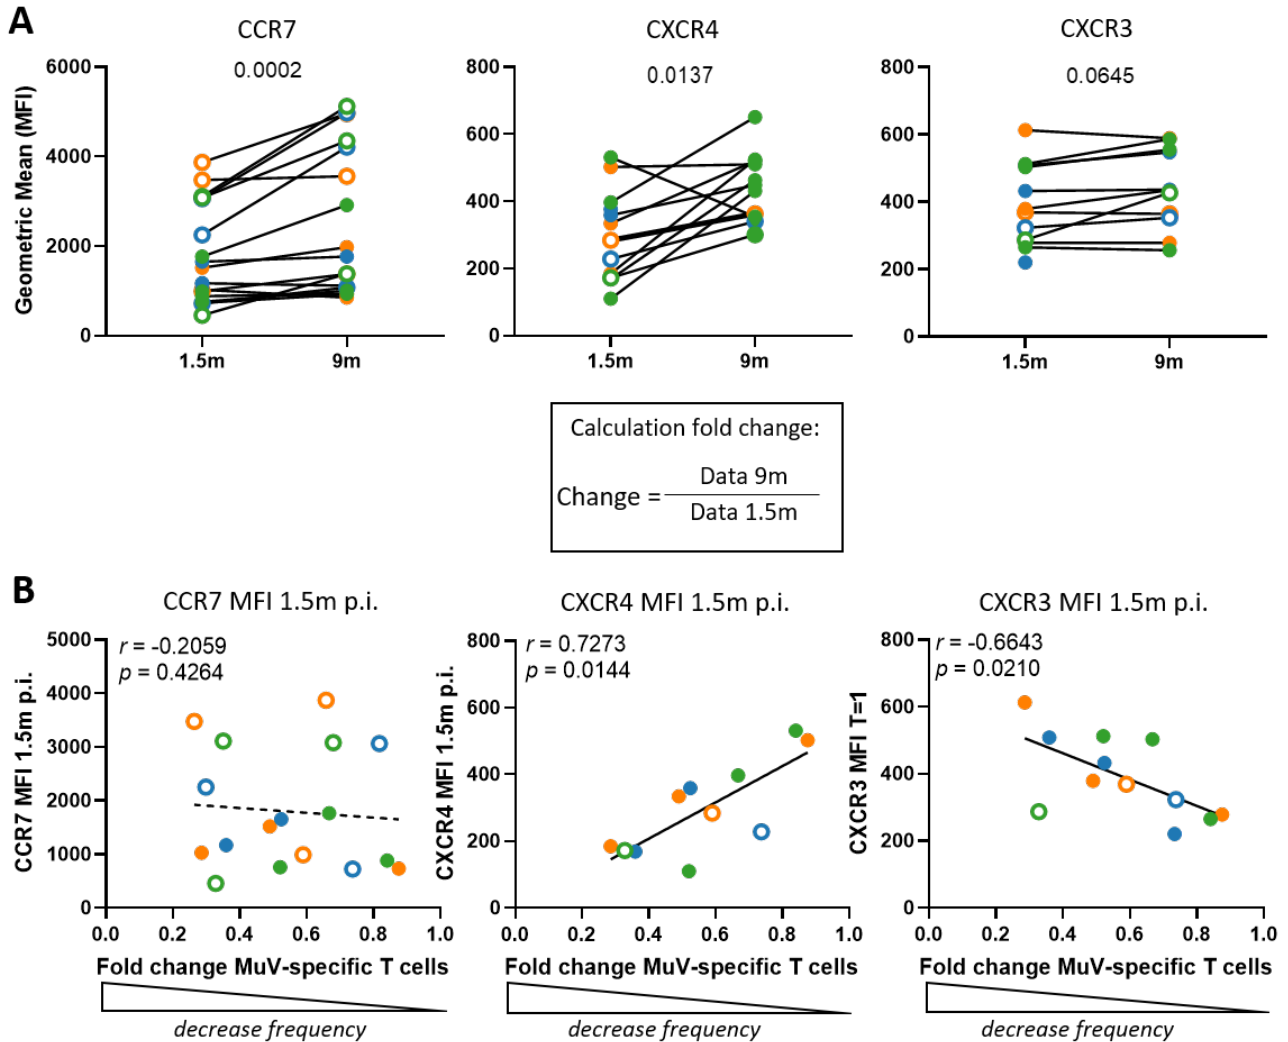 A
CCR7
CXCR4
CXCR3
0.0002
0.0137
0.0645
Geometric Mean (MFI)
6000
4000
2000
0
1.5m
9m
800
600
400
200
0
1.5m
9m
800
600
400
200
0
1.5m
9m
Calculation fold change:
Change = Data 9m
Data 1.5m
B
CCR7 MFI 1.5m p.i.
r = -0.2059
p = 0.4264
CCR7 MFI 1.5m p.i.
5000
4000
3000
2000
1000
0
0.0 0.2 0.4 0.6 0.8 1.0
Fold change MuV-specific T cells
decrease frequency
CXCR4 MFI 1.5m p.i.
r = 0.7273
p = 0.0144
CXCR4 MFI 1.5m p.i.
800
600
400
200
0
0.0 0.2 0.4 0.6 0.8 1.0
Fold change MuV-specific T cells
decrease frequency
CXCR3 MFI 1.5m p.i.
r = -0.6643
p = 0.0210
CXCR3 MFI T=1
800
600
400
200
0
0.0 0.2 0.4 0.6 0.8 1.0
Fold change MuV-specific T cells
decrease frequency